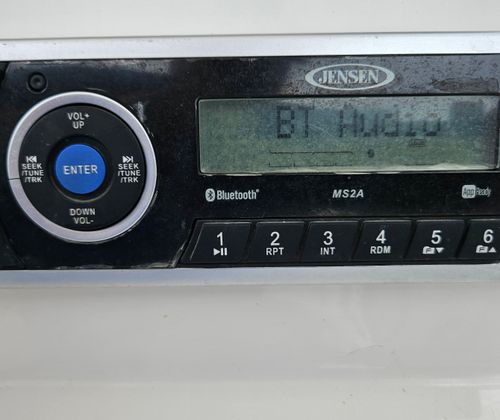 JENSEN
VOL+
UP
SEEK
/TUNE
/TRK
ENTER
SEEK
/TUNE
/TRK
DOWN
VOL-
BT Audio
Bluetooth®
MS2A
App Ready
1
2
RPT
3
INT
4
RDM
5
6